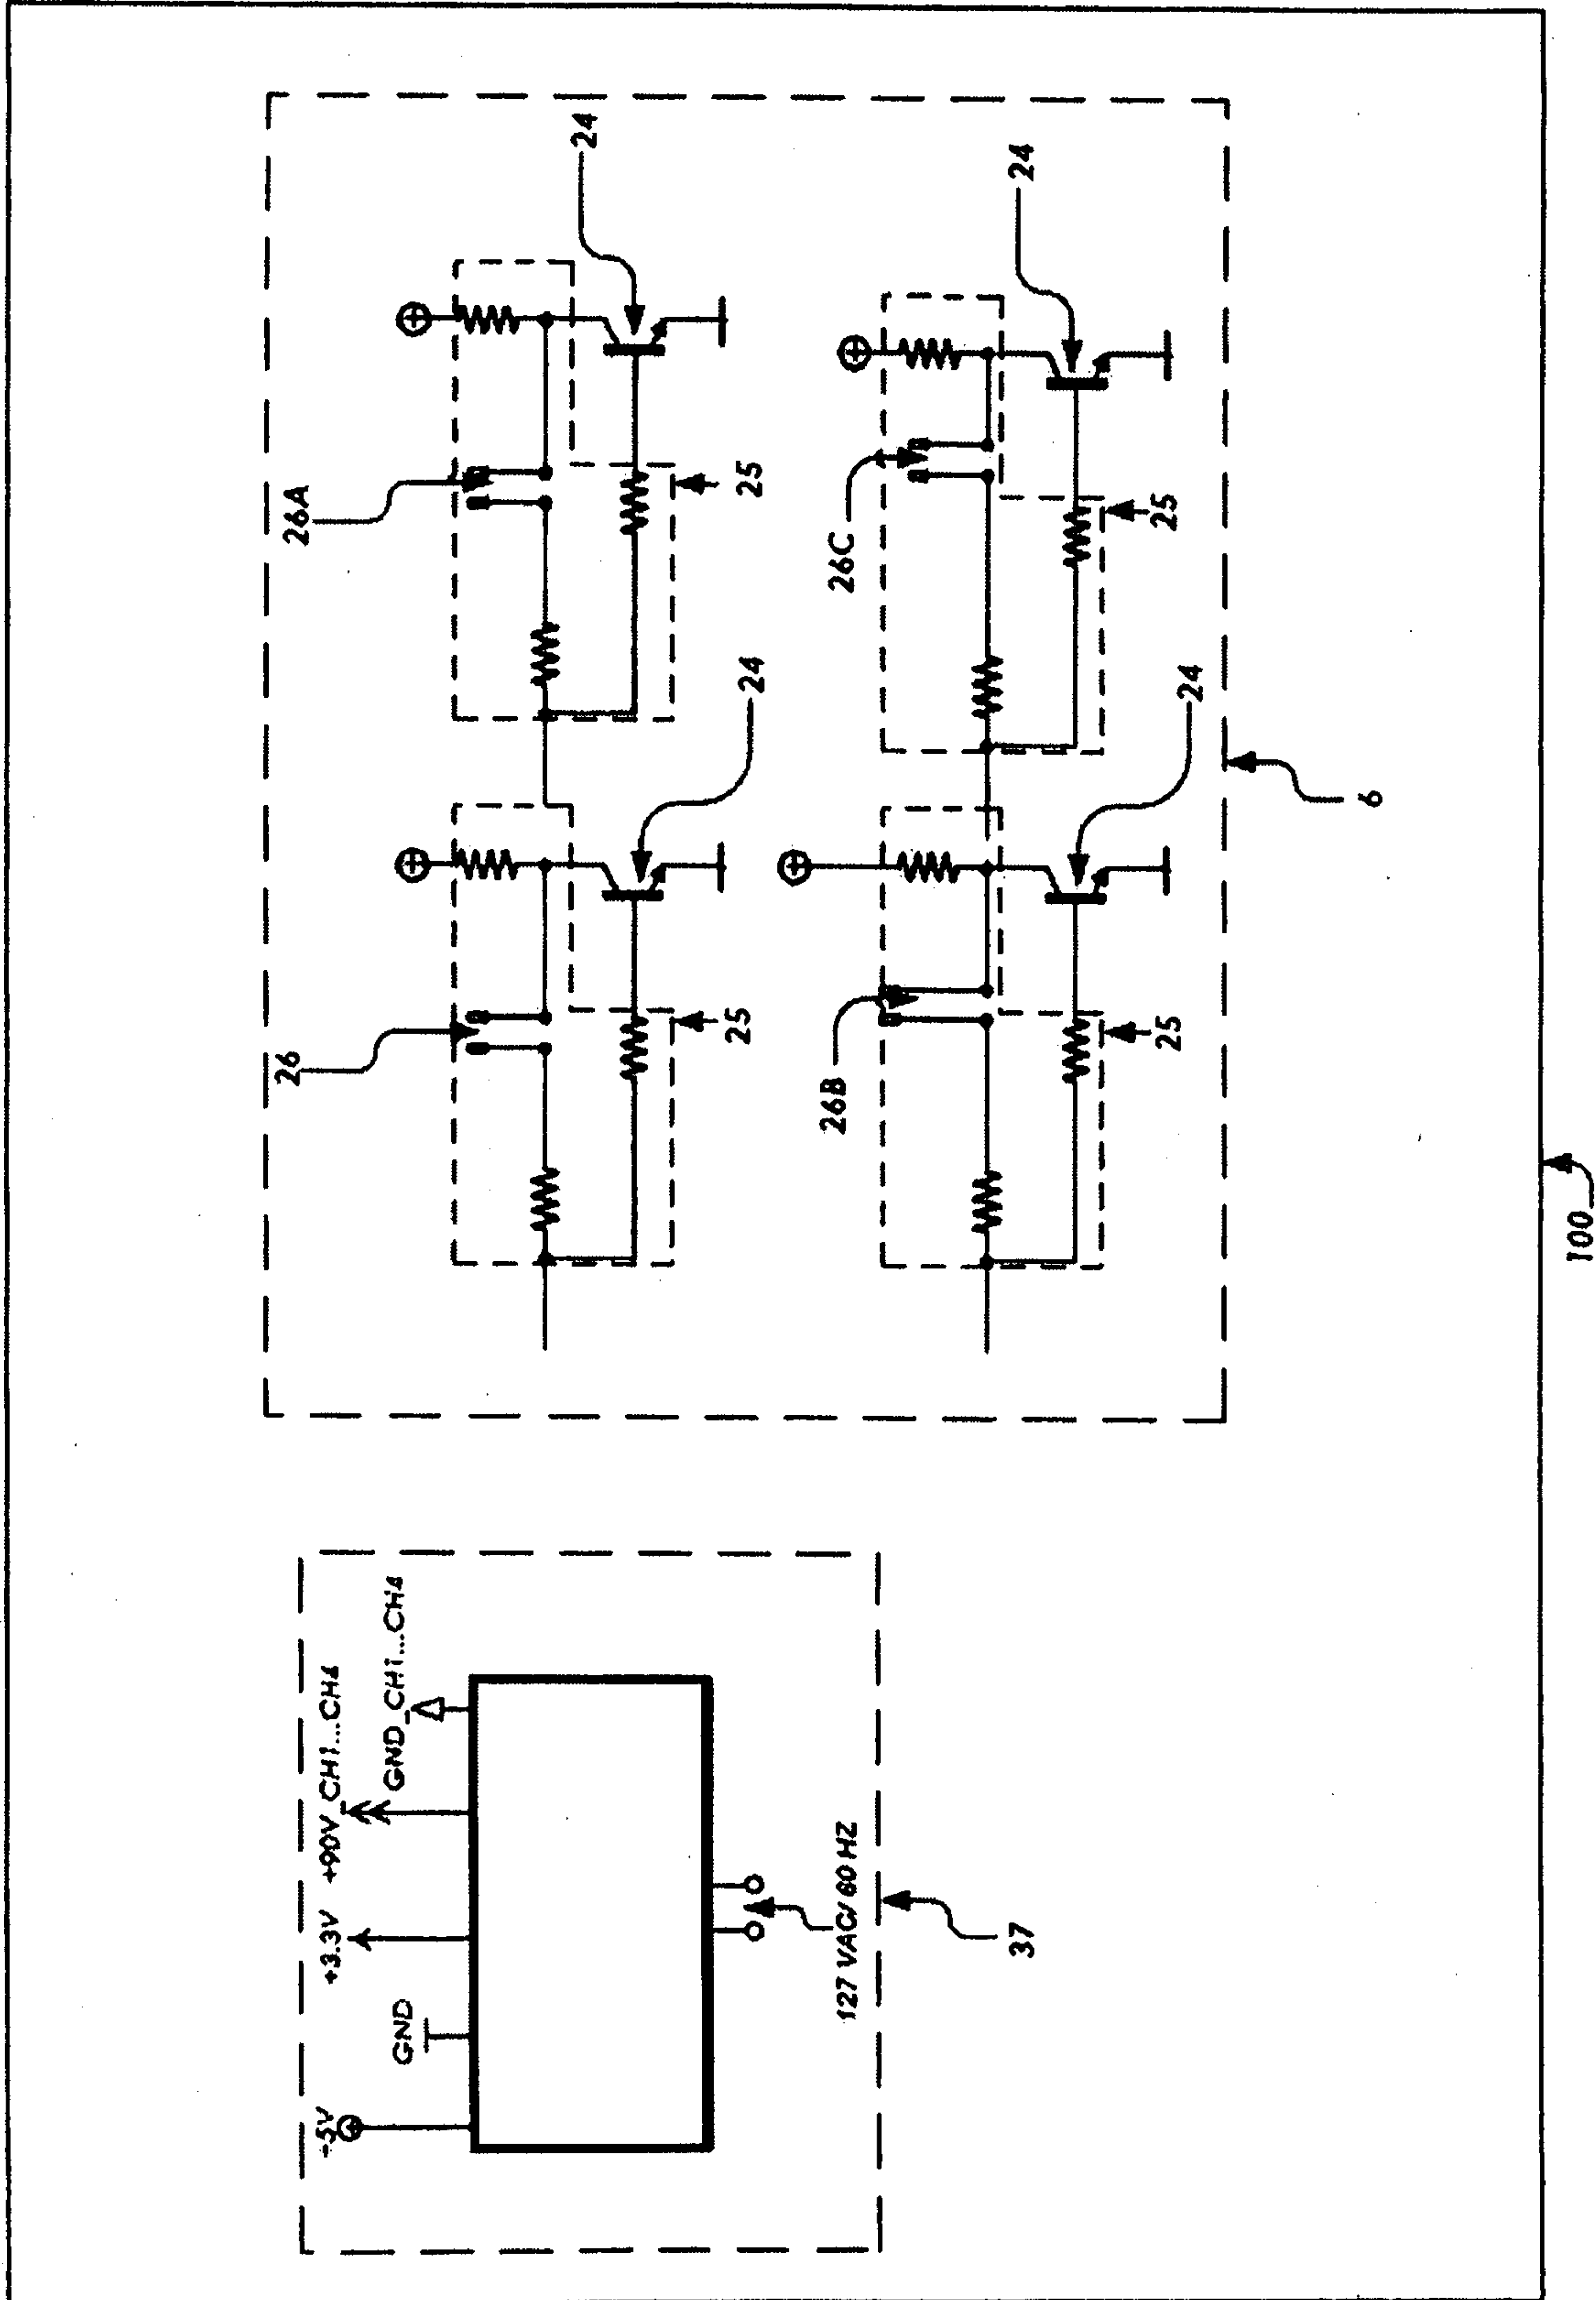 26A
24
26
24
25
25
26C
24
26B
24
25
25
6
-5V
GND
+3.3V
+90V_CH1...CH4
GND_CH1...CH4
127 VAC/ 60 HZ
37
100